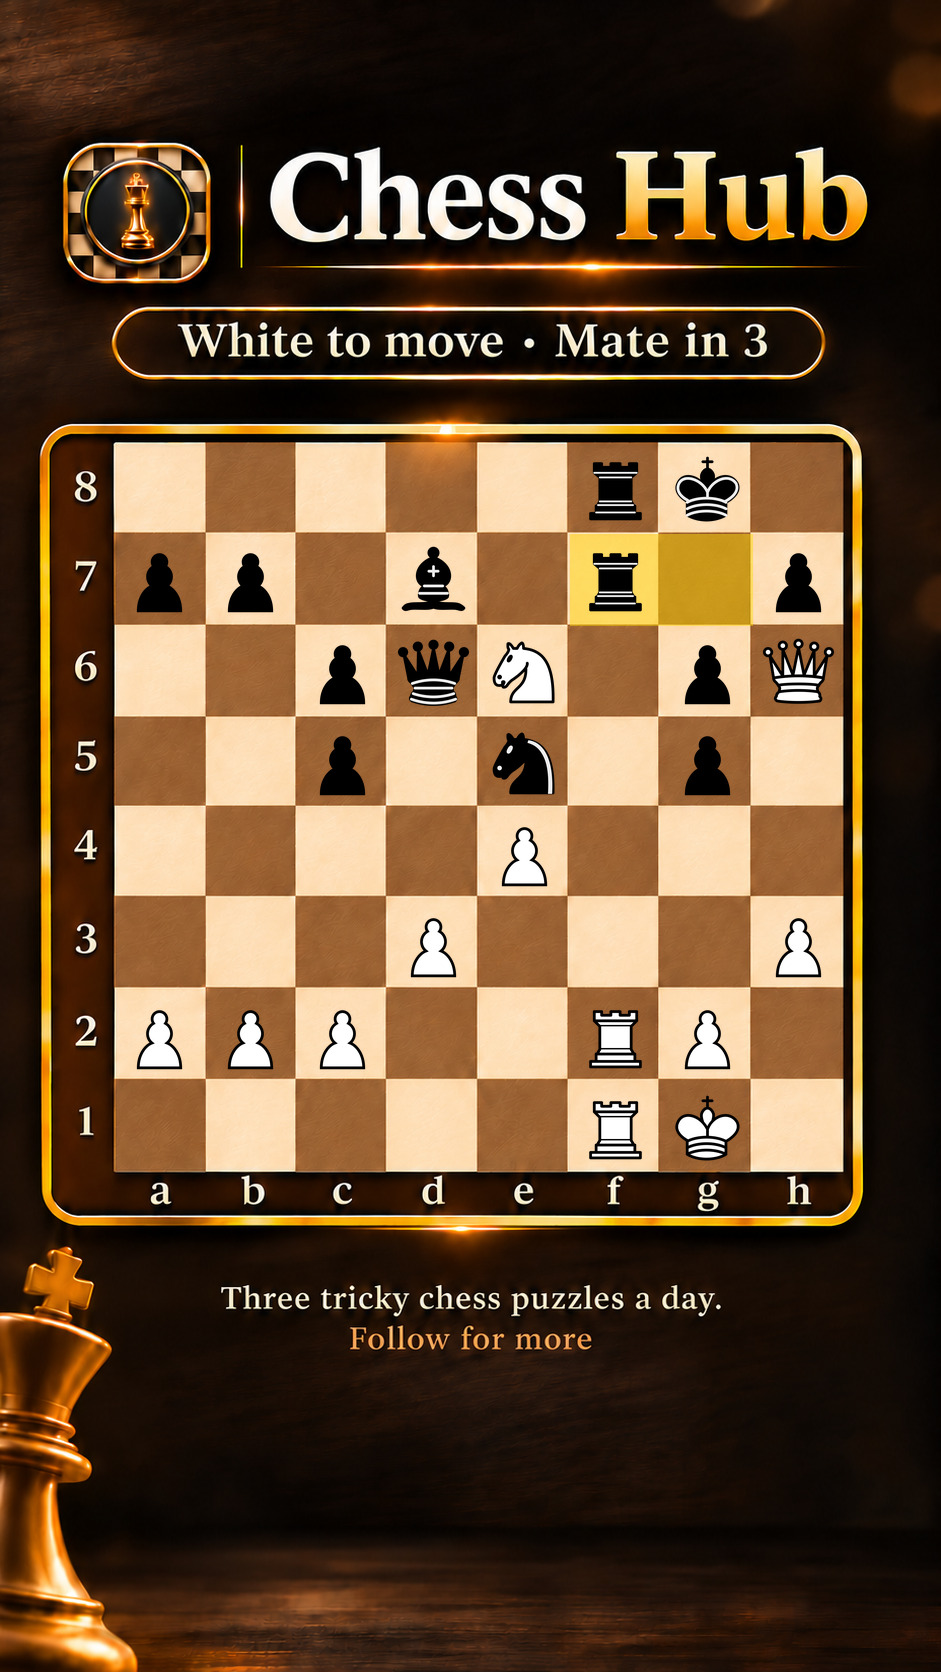 Chess Hub
White to move • Mate in 3
8
7
6
5
4
3
2
1
a b c d e f g h
Three tricky chess puzzles a day.
Follow for more